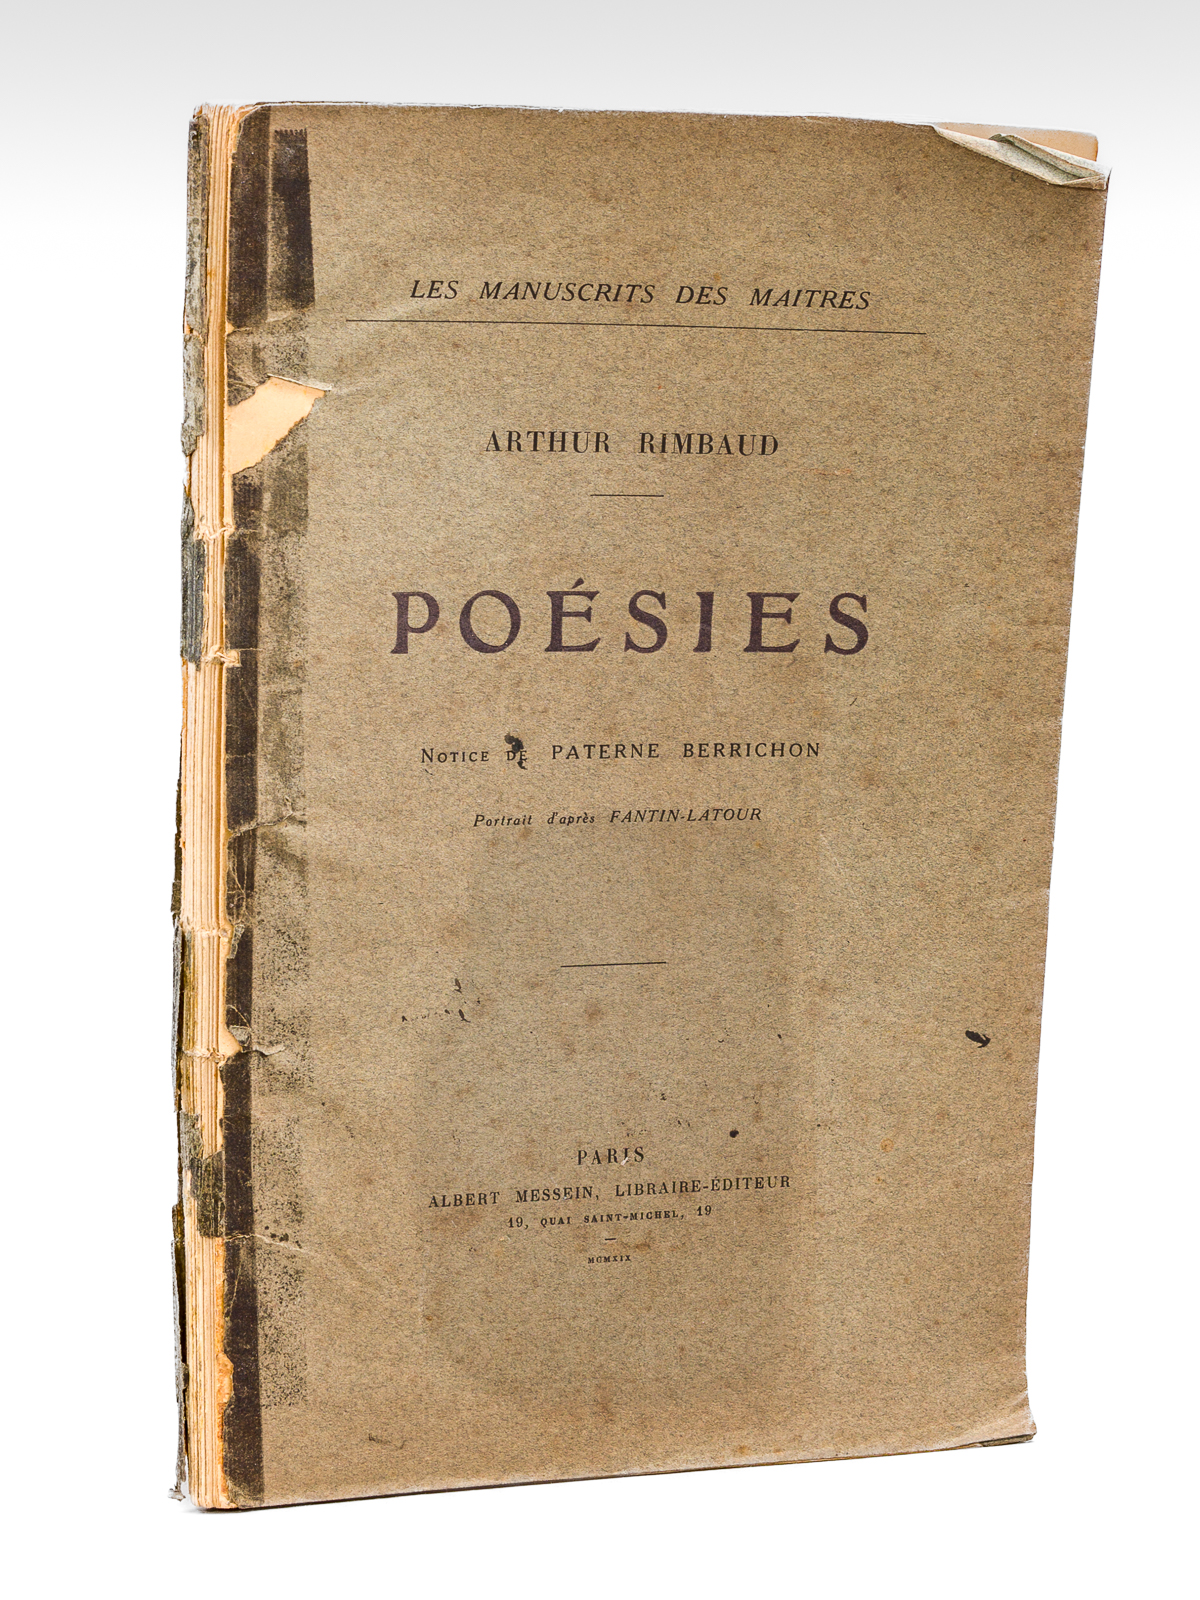 LES MANUSCRITS DES MAITRES
ARTHUR RIMBAUD
POÉSIES
NOTICE DE PATERNE BERRICHON
Portrait d'après FANTIN-LATOUR
PARIS
ALBERT MESSEIN, LIBRAIRE-ÉDITEUR
19, QUAI SAINT-MICHEL, 19
MCMXIX